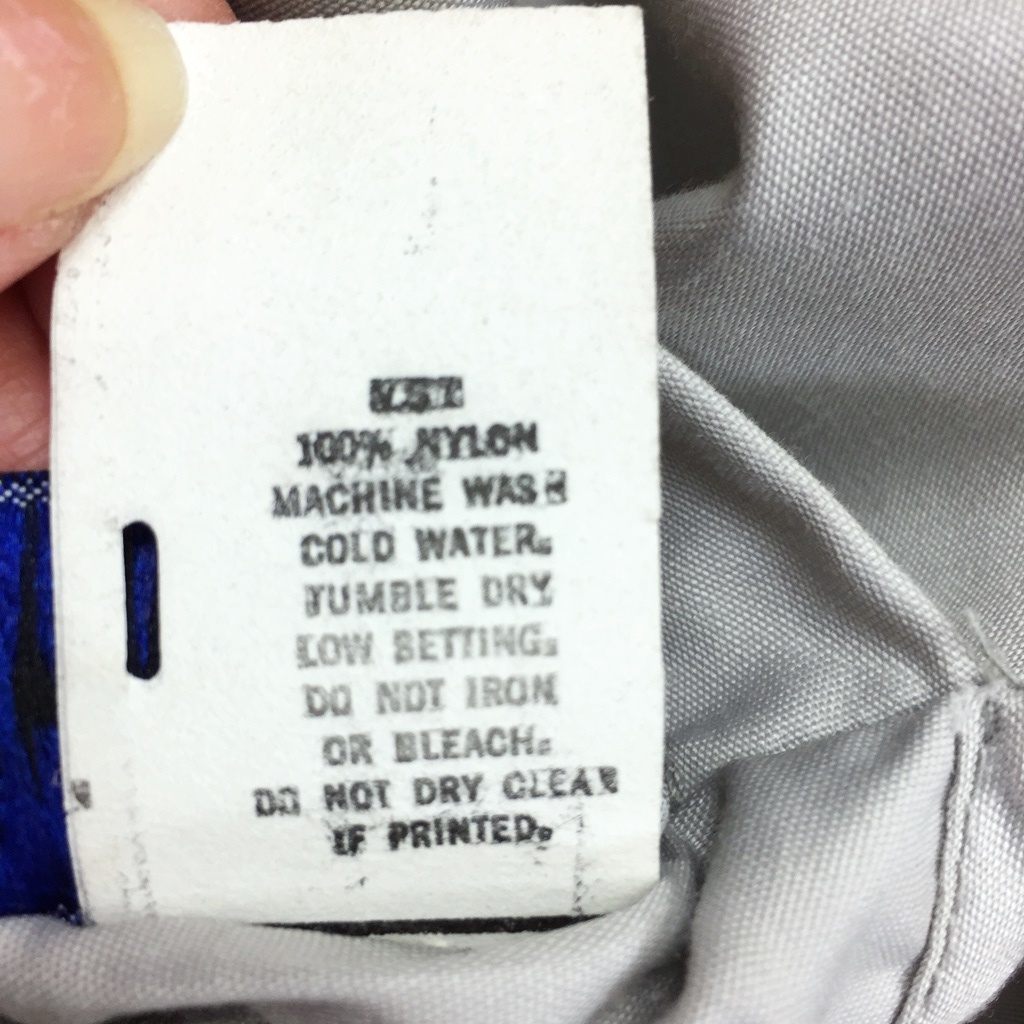 100% NYLON
MACHINE WASH
COLD WATER.
TUMBLE DRY
LOW SETTING.
DO NOT IRON
OR BLEACH.
DO NOT DRY CLEAN
IF PRINTED.